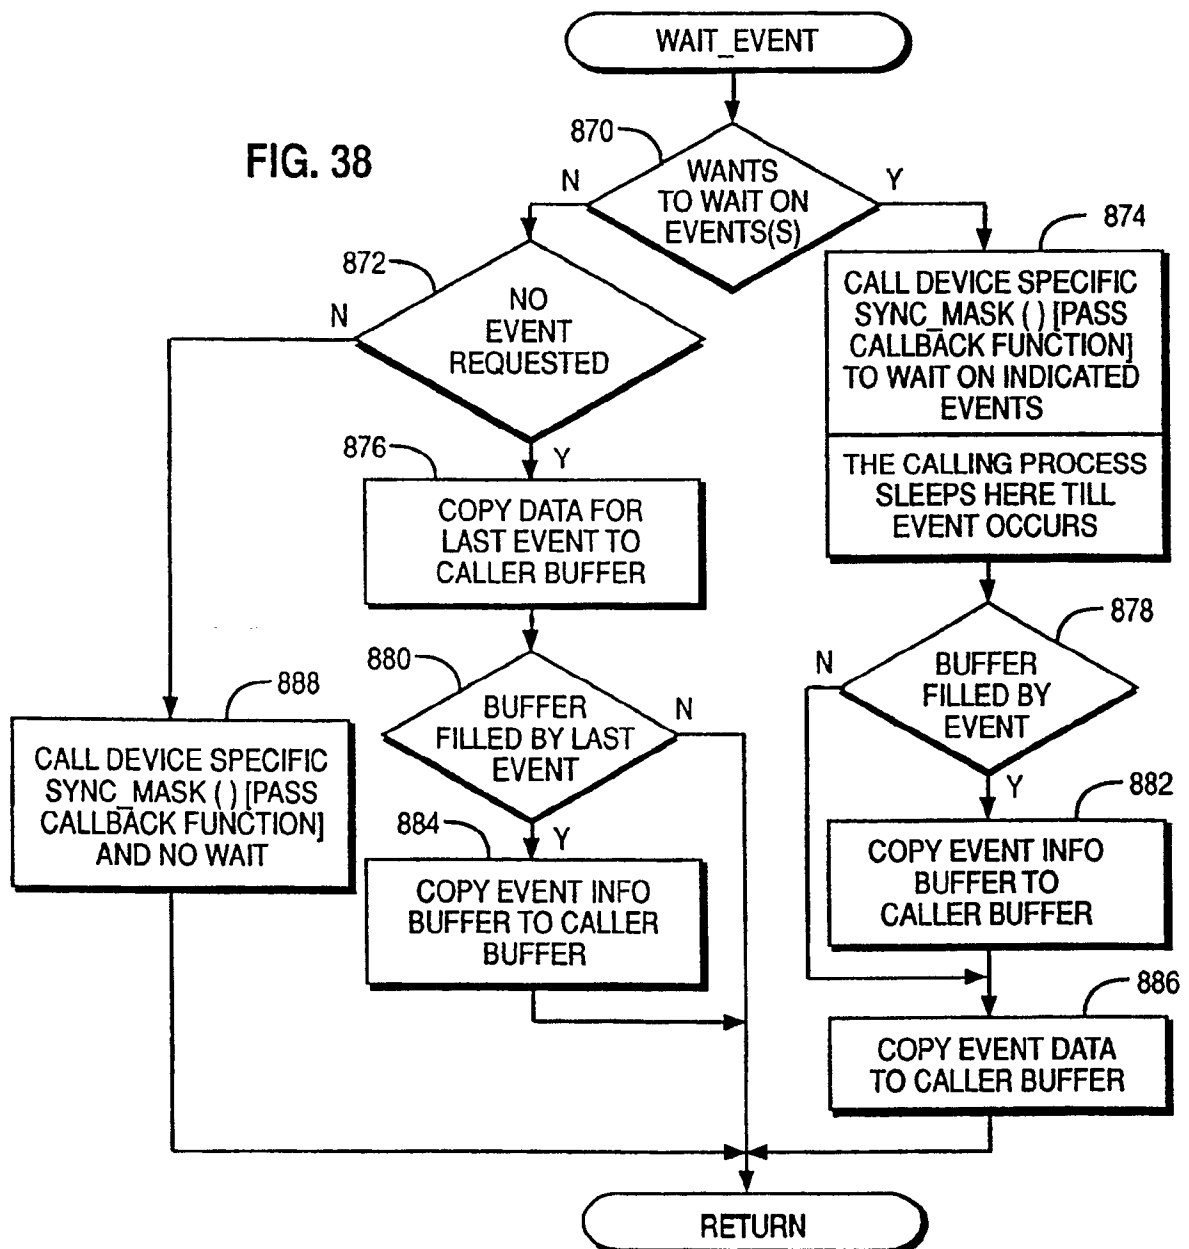 WAIT_EVENT
FIG. 38
870
WANTS
TO WAIT ON
EVENTS(S)
N
Y
872
NO
EVENT
REQUESTED
N
Y
874
CALL DEVICE SPECIFIC
SYNC_MASK ( ) [PASS
CALLBACK FUNCTION]
TO WAIT ON INDICATED
EVENTS
THE CALLING PROCESS
SLEEPS HERE TILL
EVENT OCCURS
876
COPY DATA FOR
LAST EVENT TO
CALLER BUFFER
878
BUFFER
FILLED BY
EVENT
N
Y
880
BUFFER
FILLED BY LAST
EVENT
N
Y
888
CALL DEVICE SPECIFIC
SYNC_MASK ( ) [PASS
CALLBACK FUNCTION]
AND NO WAIT
884
COPY EVENT INFO
BUFFER TO CALLER
BUFFER
882
COPY EVENT INFO
BUFFER TO
CALLER BUFFER
886
COPY EVENT DATA
TO CALLER BUFFER
RETURN